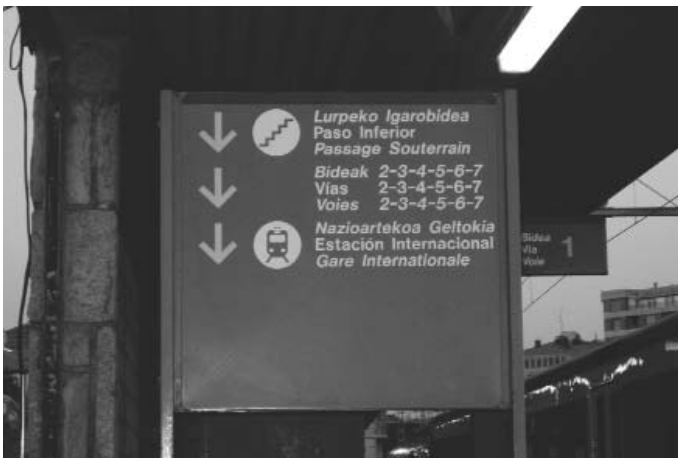 Lurpeko Igarobidea
Paso Inferior
Passage Souterrain
Bideak 2-3-4-5-6-7
Vías 2-3-4-5-6-7
Voies 2-3-4-5-6-7
Nazioartekoa Geltokia
Estación Internacional
Gare Internationale
Bidea
Vía
Voie
1